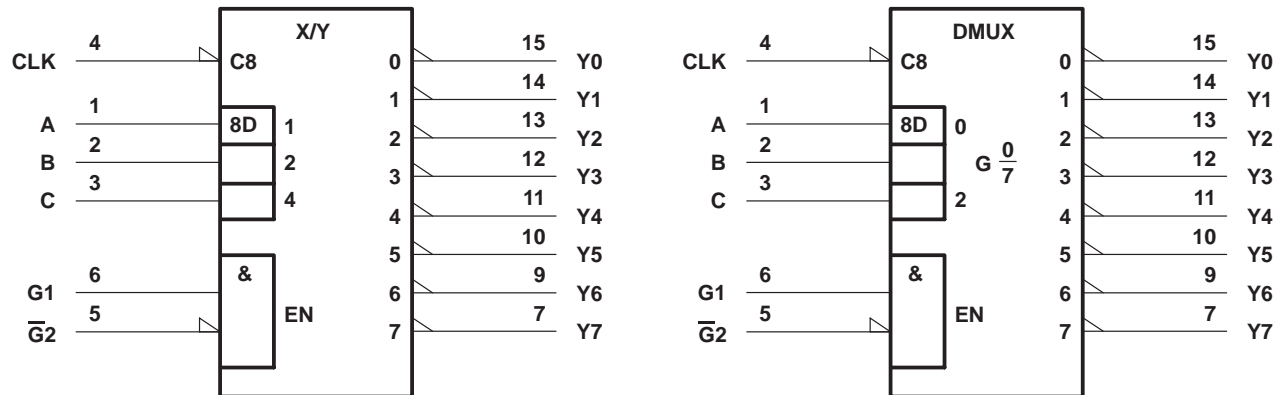 X/Y
CLK 4 C8 0 15 Y0
1 14 Y1
A 1 8D 1 2 13 Y2
B 2 2 3 12 Y3
C 3 4 4 11 Y4
5 10 Y5
&
G1 6 6 9 Y6
EN
G2 5 7 7 Y7
DMUX
CLK 4 C8 0 15 Y0
1 14 Y1
A 1 8D 0 2 13 Y2
B 2 G 0/7 3 12 Y3
C 3 2 4 11 Y4
5 10 Y5
&
G1 6 6 9 Y6
EN
G2 5 7 7 Y7